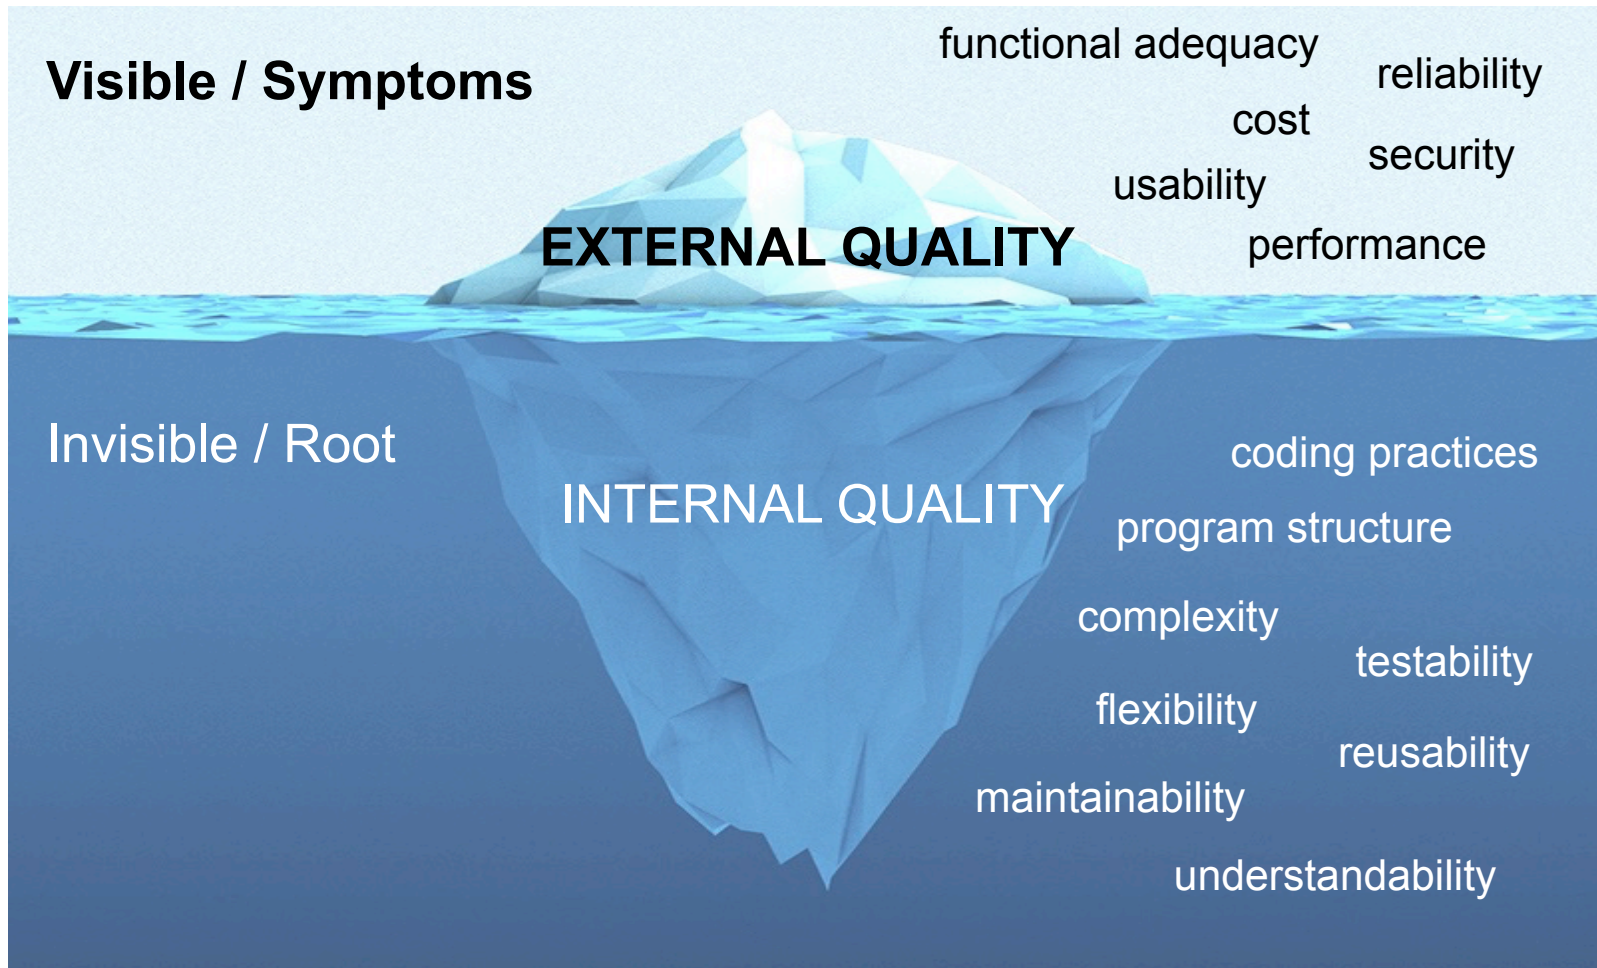 Visible / Symptoms
functional adequacy
reliability
cost
security
usability
EXTERNAL QUALITY
performance
Invisible / Root
coding practices
INTERNAL QUALITY
program structure
complexity
testability
flexibility
reusability
maintainability
understandability